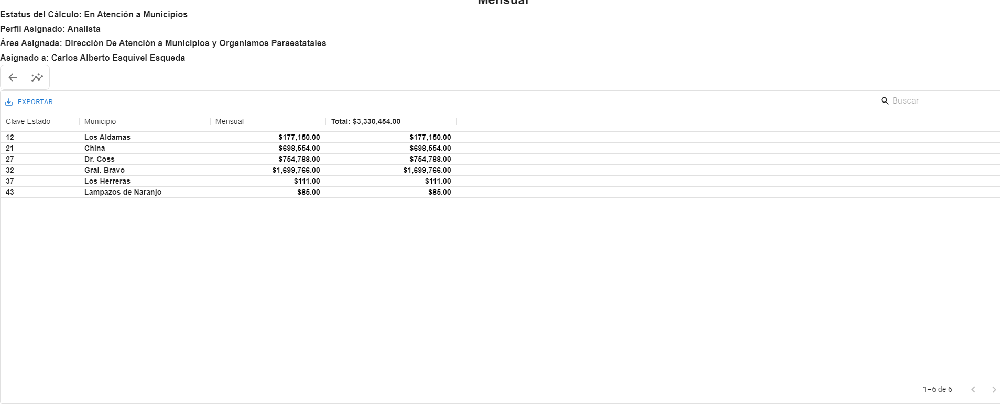 Mensual
Estatus del Cálculo: En Atención a Municipios
Perfil Asignado: Analista
Área Asignada: Dirección De Atención a Municipios y Organismos Paraestatales
Asignado a: Carlos Alberto Esquivel Esqueda
EXPORTAR
Buscar
Clave Estado Municipio Mensual Total: $3,330,454.00
12 Los Aldamas $177,150.00 $177,150.00
21 China $698,554.00 $698,554.00
27 Dr. Coss $754,788.00 $754,788.00
32 Gral. Bravo $1,699,766.00 $1,699,766.00
37 Los Herreras $111.00 $111.00
43 Lampazos de Naranjo $85.00 $85.00
1–6 de 6